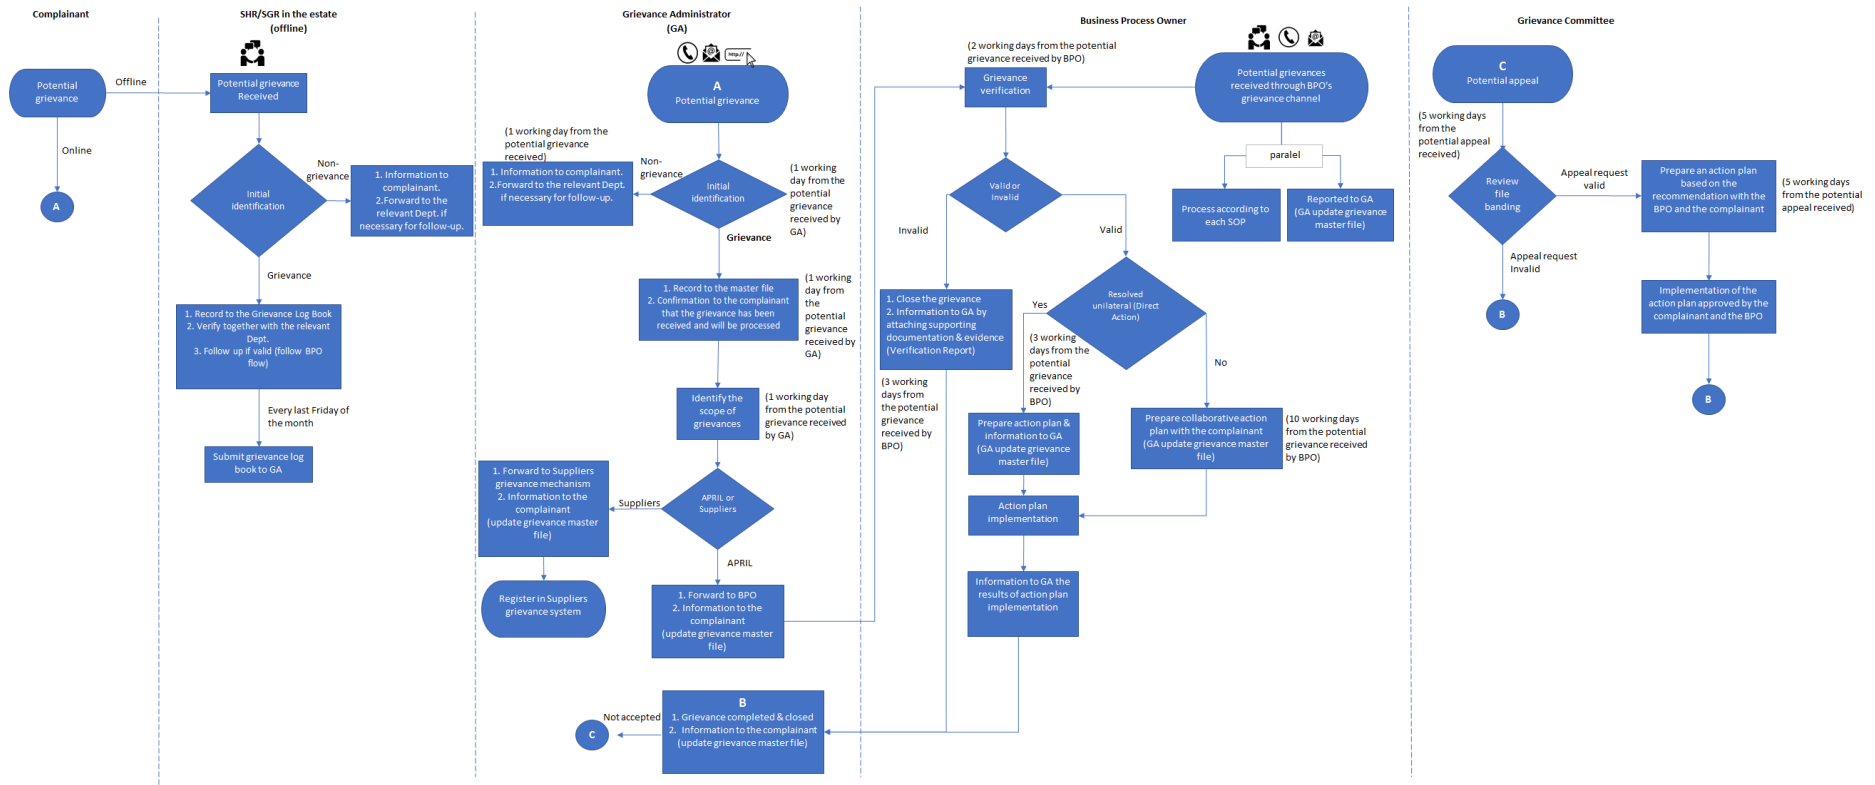 Complainant
Potential
grievance
Offline
Online
A
SHR/SGR in the estate
(offline)
Potential grievance
Received
Initial
identification
Non-
grievance
1. Information to
complainant.
2.Forward to the
relevant Dept. if
necessary for follow-up.
Grievance
1. Record to the Grievance Log Book
2. Verify together with the relevant
Dept.
3. Follow up if valid (follow BPO
flow)
Every last Friday of
the month
Submit grievance log
book to GA
Grievance Administrator
(GA)
http://
A
Potential grievance
(1 working day from the
potential grievance
received)
1. Information to complainant.
2.Forward to the relevant Dept.
if necessary for follow-up.
Non-
grievance
Initial
identification
(1 working
day from the
potential
grievance
received by
GA)
Grievance
1. Record to the master file
2. Confirmation to the complainant
that the grievance has been
received and will be processed
(1 working
day from
the
potential
grievance
received by
GA)
Identify the
scope of
grievances
(1 working day
from the potential
grievance received
by GA)
1. Forward to Suppliers
grievance mechanism
2. Information to the
complainant
(update grievance master
file)
Suppliers
APRIL or
Suppliers
APRIL
Register in Suppliers
grievance system
1. Forward to BPO
2. Information to the
complainant
(update grievance master
file)
B
1. Grievance completed & closed
2. Information to the complainant
(update grievance master file)
Not accepted
C
Business Process Owner
(2 working days from the potential
grievance received by BPO)
Grievance
verification
Potential grievances
received through BPO's
grievance channel
paralel
Process according to
each SOP
Reported to GA
(GA update grievance
master file)
Valid or
Invalid
Invalid
Valid
1. Close the grievance
2. Information to GA by
attaching supporting
documentation & evidence
(Verification Report)
(3 working
days from
the potential
grievance
received by
BPO)
Resolved
unilateral (Direct
Action)
Yes
(3 working
days from the
potential
grievance
received by
BPO)
No
Prepare action plan &
information to GA
(GA update grievance
master file)
Prepare collaborative action
plan with the complainant
(GA update grievance master
file)
(10 working days
from the potential
grievance received
by BPO)
Action plan
implementation
Information to GA the
results of action plan
implementation
Grievance Committee
C
Potential appeal
(5 working days
from the
potential appeal
received)
Review
file
banding
Appeal request
valid
Prepare an action plan
based on the
recommendation with the
BPO and the complainant
(5 working days
from the potential
appeal received)
Appeal request
Invalid
B
Implementation of the
action plan approved by the
complainant and the BPO
B